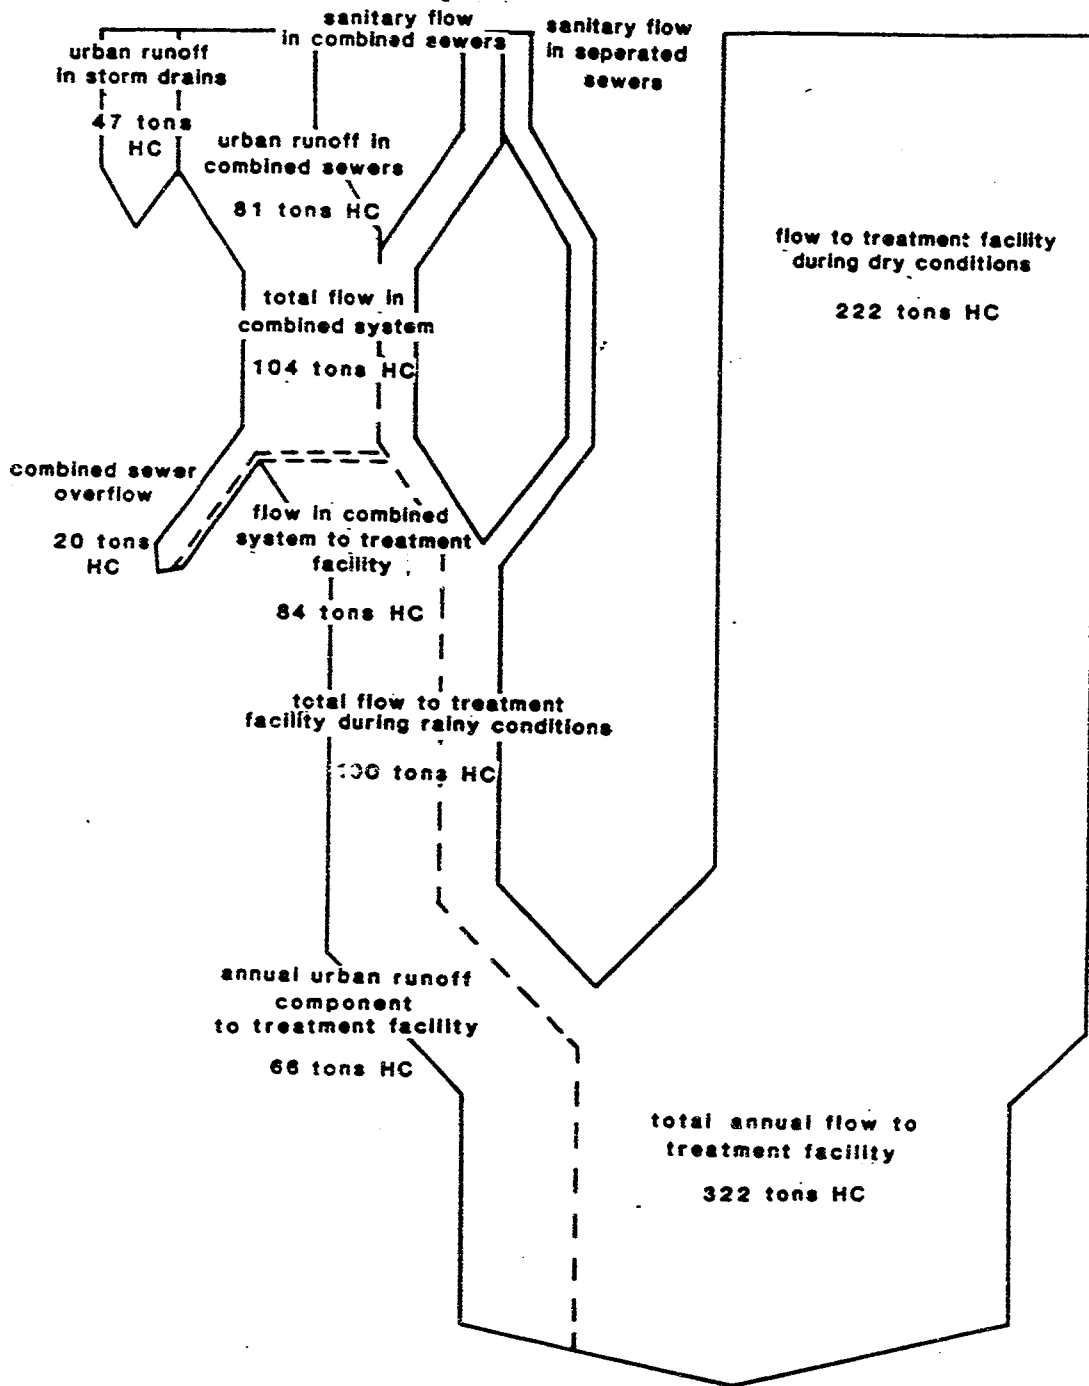 sanitary flow
in combined sewers
sanitary flow
in seperated
sewers
urban runoff
in storm drains
47 tons
HC
urban runoff in
combined sewers
81 tons HC
flow to treatment facility
during dry conditions
222 tons HC
total flow in
combined system
104 tons HC
combined sewer
overflow
20 tons
HC
flow in combined
system to treatment
facility
84 tons HC
total flow to treatment
facility during rainy conditions
tons HC
annual urban runoff
component
to treatment facility
66 tons HC
total annual flow to
treatment facility
322 tons HC